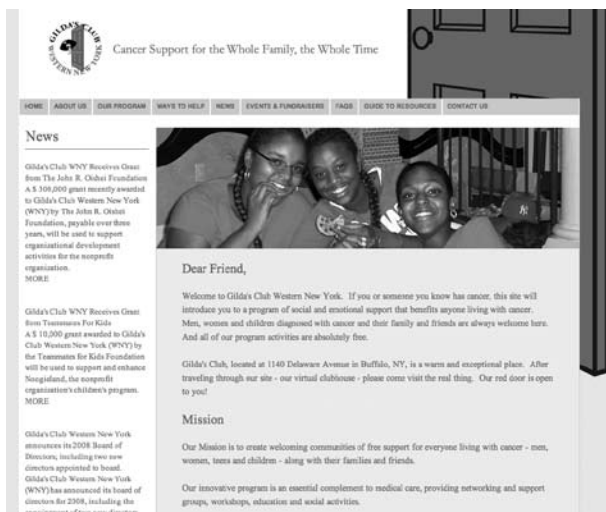 GILDA'S CLUB
WESTERN NEW YORK
Cancer Support for the Whole Family, the Whole Time
HOME ABOUT US OUR PROGRAM WAYS TO HELP NEWS EVENTS & FUNDRAISERS FAQS GUIDE TO RESOURCES CONTACT US
News
Gilda's Club WNY Receives Grant
from The John R. Oishei Foundation
A $ 308,000 grant recently awarded
to Gilda's Club Western New York
(WNY) by The John R. Oishei
Foundation, payable over three
years, will be used to support
organizational development
activities for the nonprofit
organization.
MORE
Gilda's Club WNY Receives Grant
from Teammates For Kids
A $ 10,000 grant awarded to Gilda's
Club Western New York (WNY) by
the Teammates for Kids Foundation
will be used to support and enhance
Noogieland, the nonprofit
organization's children's program.
MORE
Gilda's Club Western New York
announces its 2008 Board of
Directors, including two new
directors appointed to board.
Gilda's Club Western New York
(WNY) has announced its board of
directors for 2008, including the
NY
Dear Friend,
Welcome to Gilda's Club Western New York. If you or someone you know has cancer, this site will
introduce you to a program of social and emotional support that benefits anyone living with cancer.
Men, women and children diagnosed with cancer and their family and friends are always welcome here.
And all of our program activities are absolutely free.
Gilda's Club, located at 1140 Delaware Avenue in Buffalo, NY, is a warm and exceptional place. After
traveling through our site - our virtual clubhouse - please come visit the real thing. Our red door is open
to you!
Mission
Our Mission is to create welcoming communities of free support for everyone living with cancer - men,
women, teens and children - along with their families and friends.
Our innovative program is an essential complement to medical care, providing networking and support
groups, workshops, education and social activities.